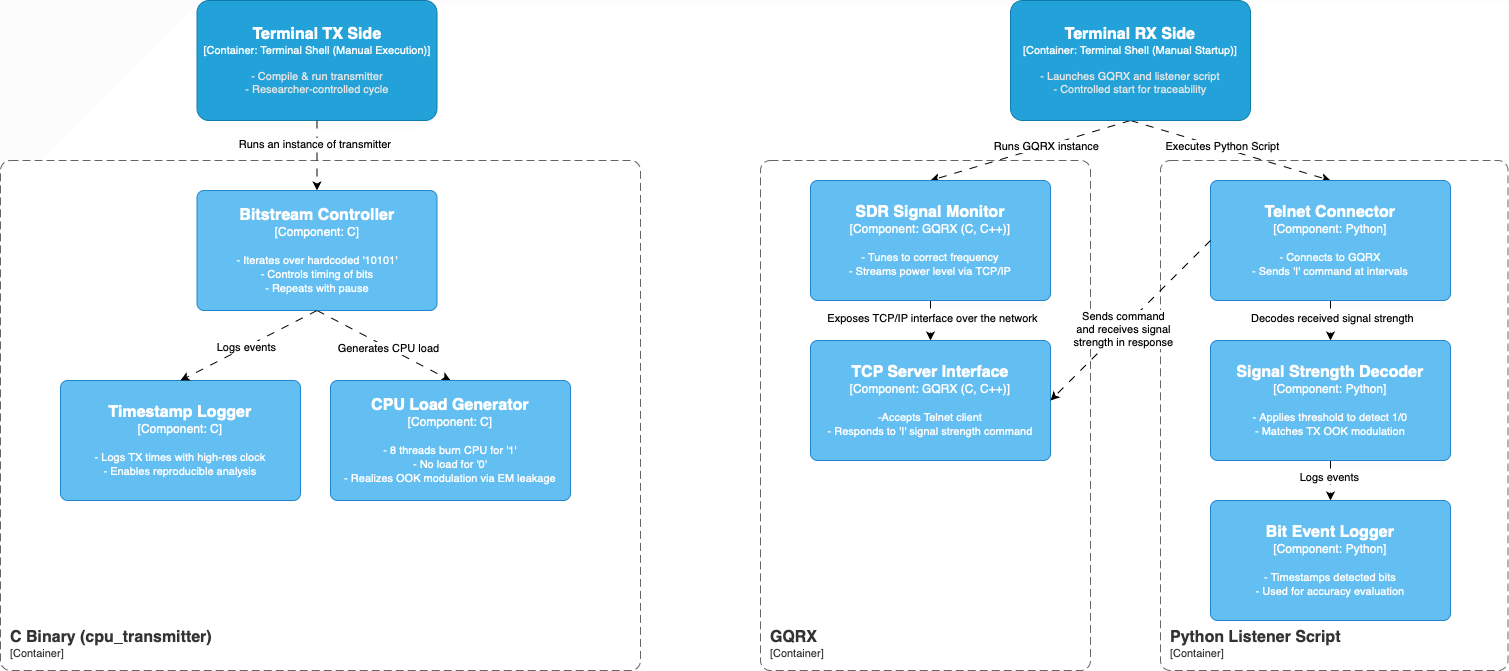 Terminal TX Side
[Container: Terminal Shell (Manual Execution)]
- Compile & run transmitter
- Researcher-controlled cycle
Terminal RX Side
[Container: Terminal Shell (Manual Startup)]
- Launches GQRX and listener script
- Controlled start for traceability
Runs an instance of transmitter
Runs GQRX instance
Executes Python Script
Bitstream Controller
[Component: C]
- Iterates over hardcoded '10101'
- Controls timing of bits
- Repeats with pause
SDR Signal Monitor
[Component: GQRX (C, C++)]
- Tunes to correct frequency
- Streams power level via TCP/IP
Telnet Connector
[Component: Python]
- Connects to GQRX
- Sends 'l' command at intervals
Logs events
Generates CPU load
Exposes TCP/IP interface over the network
Sends command
and receives signal
strength in response
Decodes received signal strength
Timestamp Logger
[Component: C]
- Logs TX times with high-res clock
- Enables reproducible analysis
CPU Load Generator
[Component: C]
- 8 threads burn CPU for '1'
- No load for '0'
- Realizes OOK modulation via EM leakage
TCP Server Interface
[Component: GQRX (C, C++)]
-Accepts Telnet client
- Responds to 'l' signal strength command
Signal Strength Decoder
[Component: Python]
- Applies threshold to detect 1/0
- Matches TX OOK modulation
Logs events
Bit Event Logger
[Component: Python]
- Timestamps detected bits
- Used for accuracy evaluation
C Binary (cpu_transmitter)
[Container]
GQRX
[Container]
Python Listener Script
[Container]